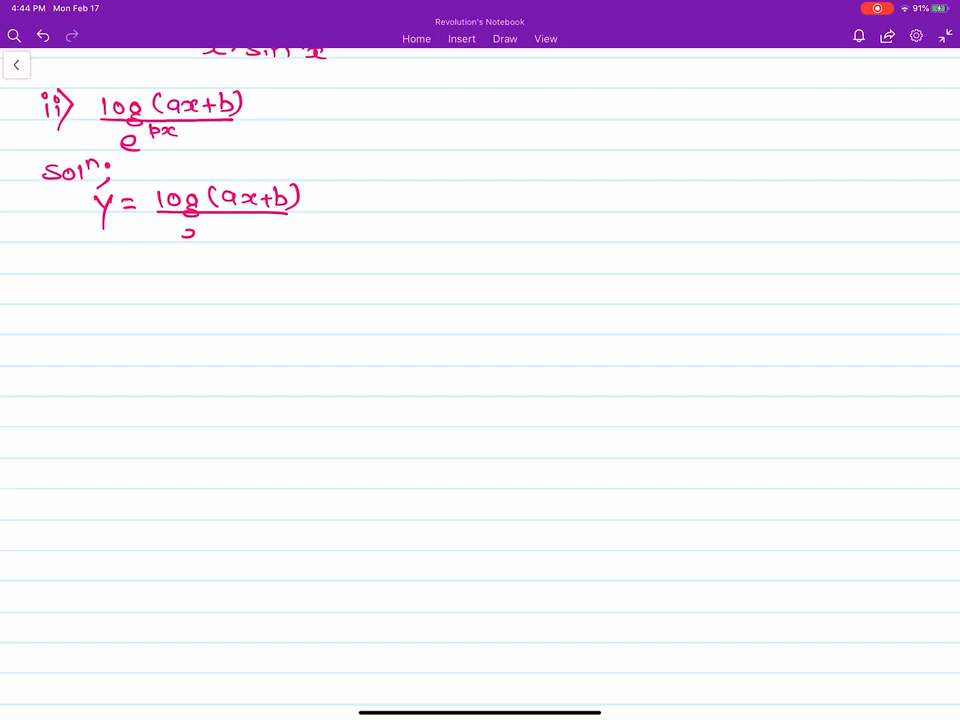 4:44 PM Mon Feb 17
91%
Revolution's Notebook
Home Insert Draw View
ii) log (ax+b)
e^px
Soln:
y = log (ax+b)